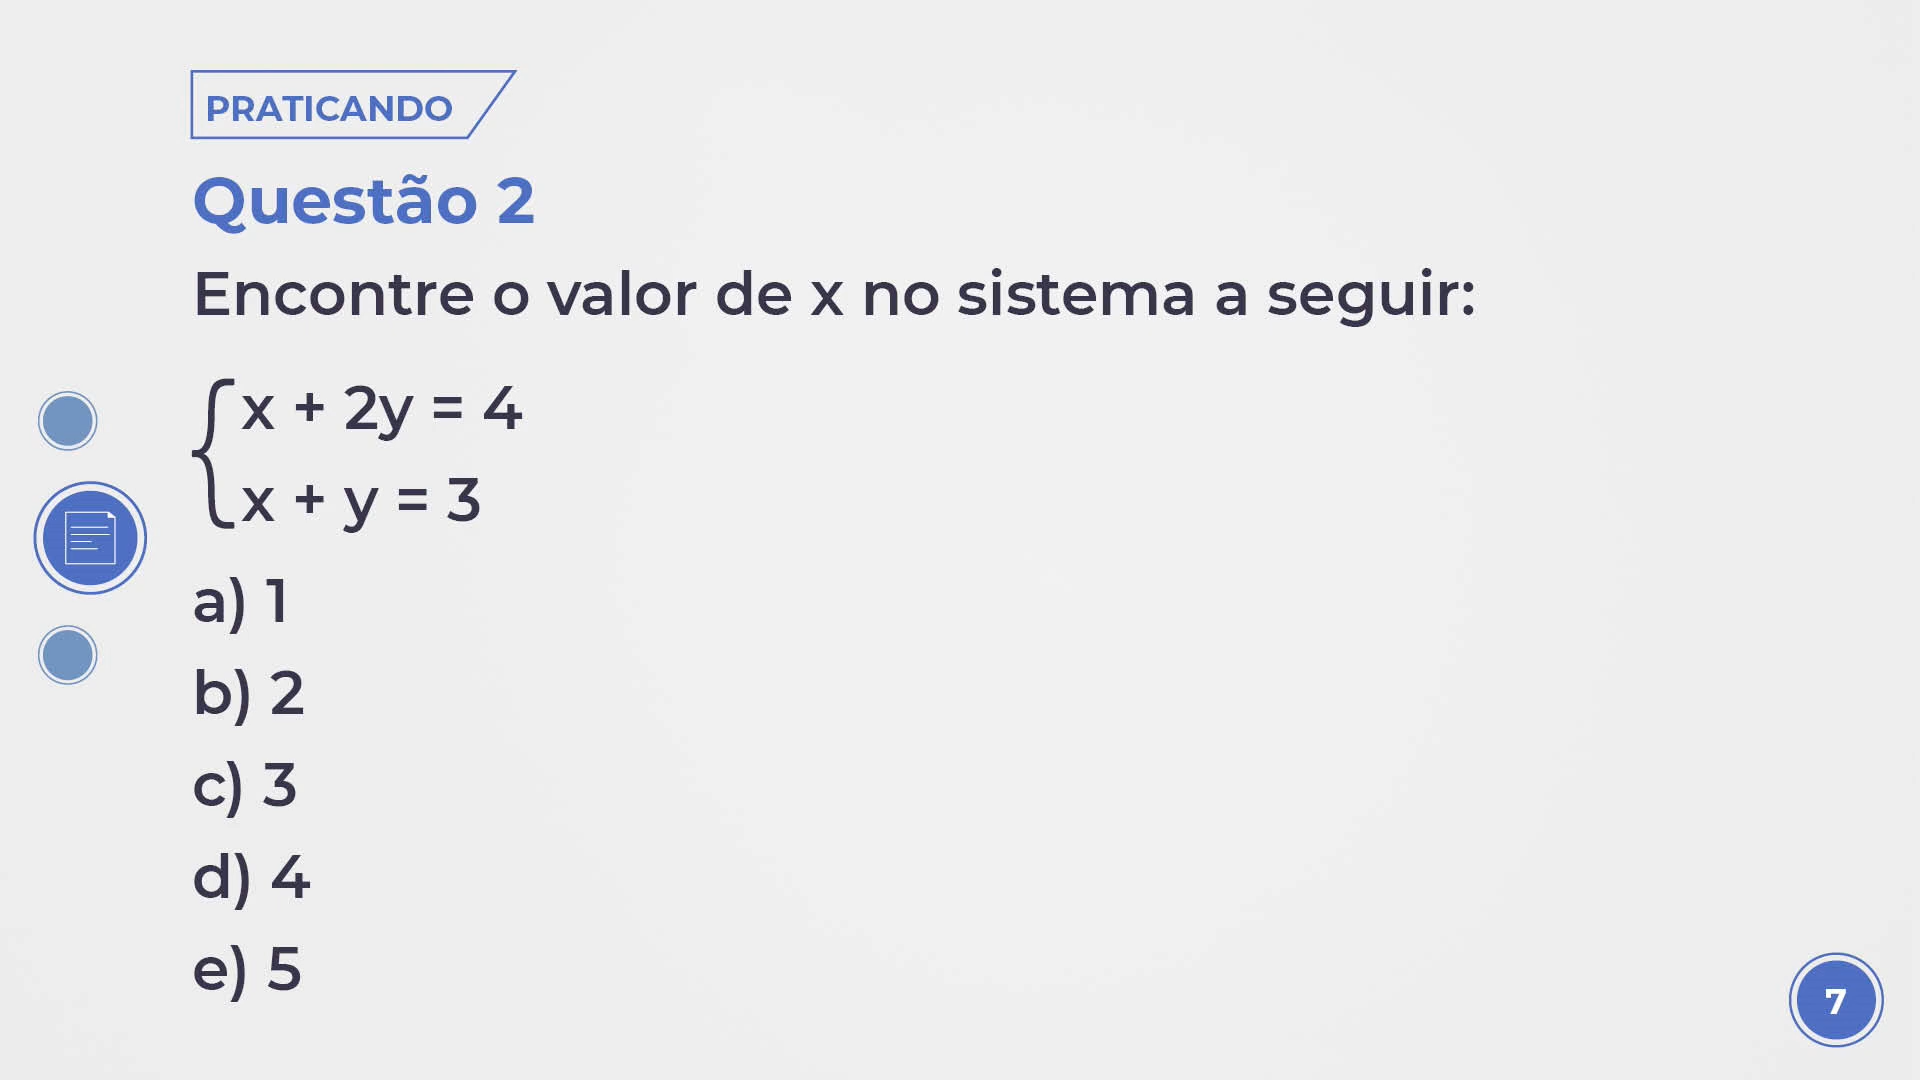 PRATICANDO
Questão 2
Encontre o valor de x no sistema a seguir:
x + 2y = 4
x + y = 3
a) 1
b) 2
c) 3
d) 4
e) 5
7